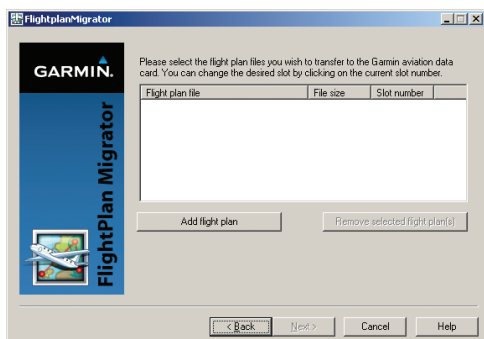 FlightplanMigrator
GARMIN.
FlightPlan Migrator
Please select the flight plan files you wish to transfer to the Garmin aviation data
card. You can change the desired slot by clicking on the current slot number.
Flight plan file File size Slot number
Add flight plan Remove selected flight plan(s)
< Back Next > Cancel Help